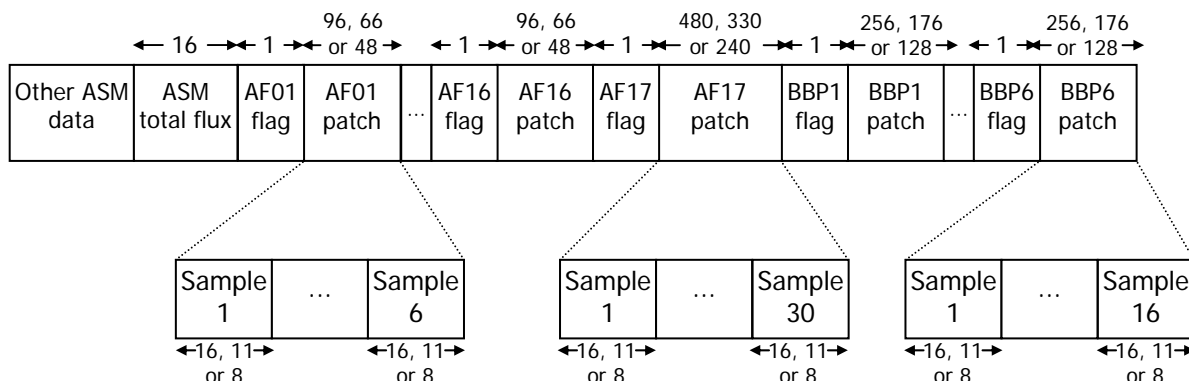 96, 66
96, 66
480, 330
256, 176
256, 176
16
1
or 48
1
or 48
1
or 240
1
or 128
1
or 128
Other ASM
data
ASM
total flux
AF01
flag
AF01
patch
...
AF16
flag
AF16
patch
AF17
flag
AF17
patch
BBP1
flag
BBP1
patch
...
BBP6
flag
BBP6
patch
Sample
1
...
Sample
6
Sample
1
...
Sample
30
Sample
1
...
Sample
16
16, 11
or 8
16, 11
or 8
16, 11
or 8
16, 11
or 8
16, 11
or 8
16, 11
or 8